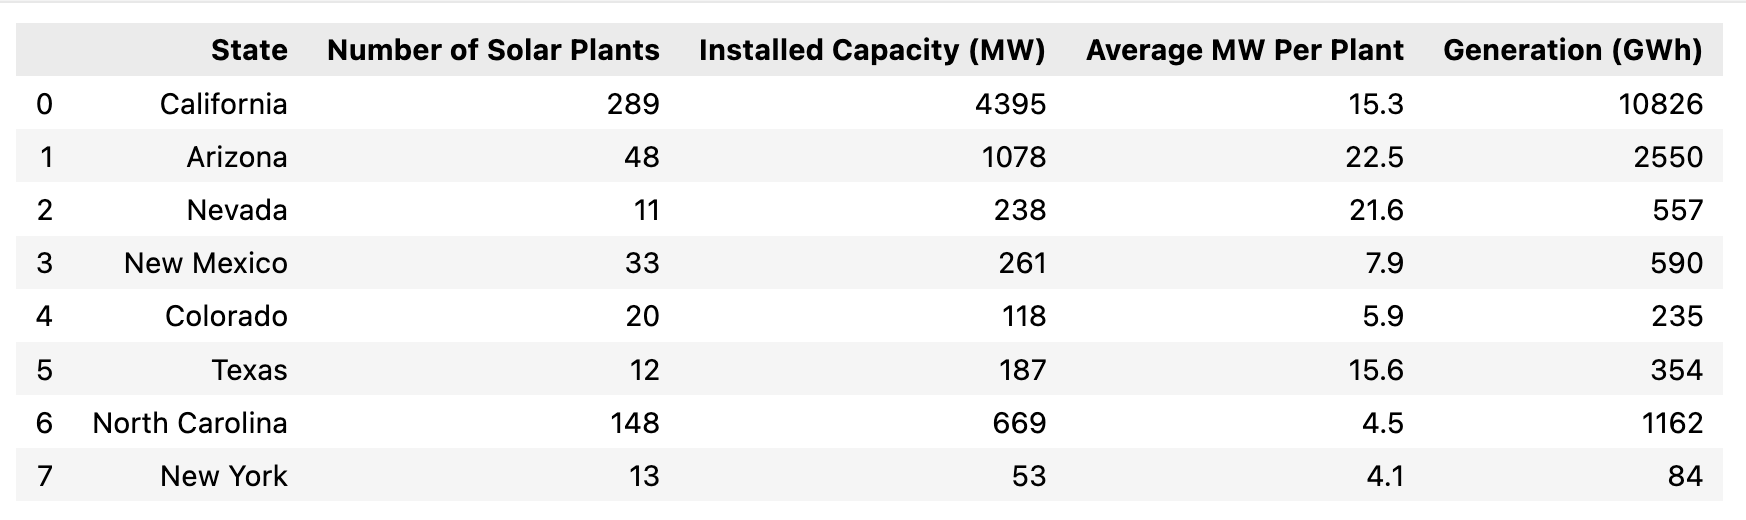 State Number of Solar Plants Installed Capacity (MW) Average MW Per Plant Generation (GWh)
0 California 289 4395 15.3 10826
1 Arizona 48 1078 22.5 2550
2 Nevada 11 238 21.6 557
3 New Mexico 33 261 7.9 590
4 Colorado 20 118 5.9 235
5 Texas 12 187 15.6 354
6 North Carolina 148 669 4.5 1162
7 New York 13 53 4.1 84